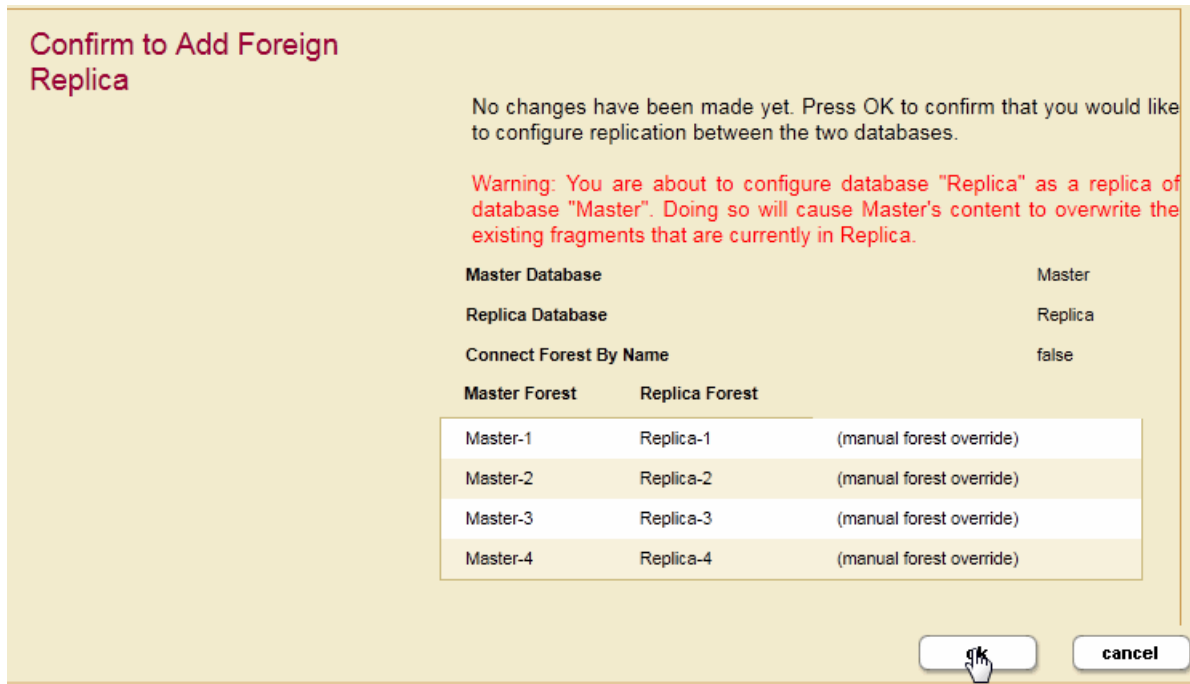 Confirm to Add Foreign
Replica
No changes have been made yet. Press OK to confirm that you would like
to configure replication between the two databases.
Warning: You are about to configure database "Replica" as a replica of
database "Master". Doing so will cause Master's content to overwrite the
existing fragments that are currently in Replica.
Master Database Master
Replica Database Replica
Connect Forest By Name false
Master Forest Replica Forest
Master-1 Replica-1 (manual forest override)
Master-2 Replica-2 (manual forest override)
Master-3 Replica-3 (manual forest override)
Master-4 Replica-4 (manual forest override)
ok cancel